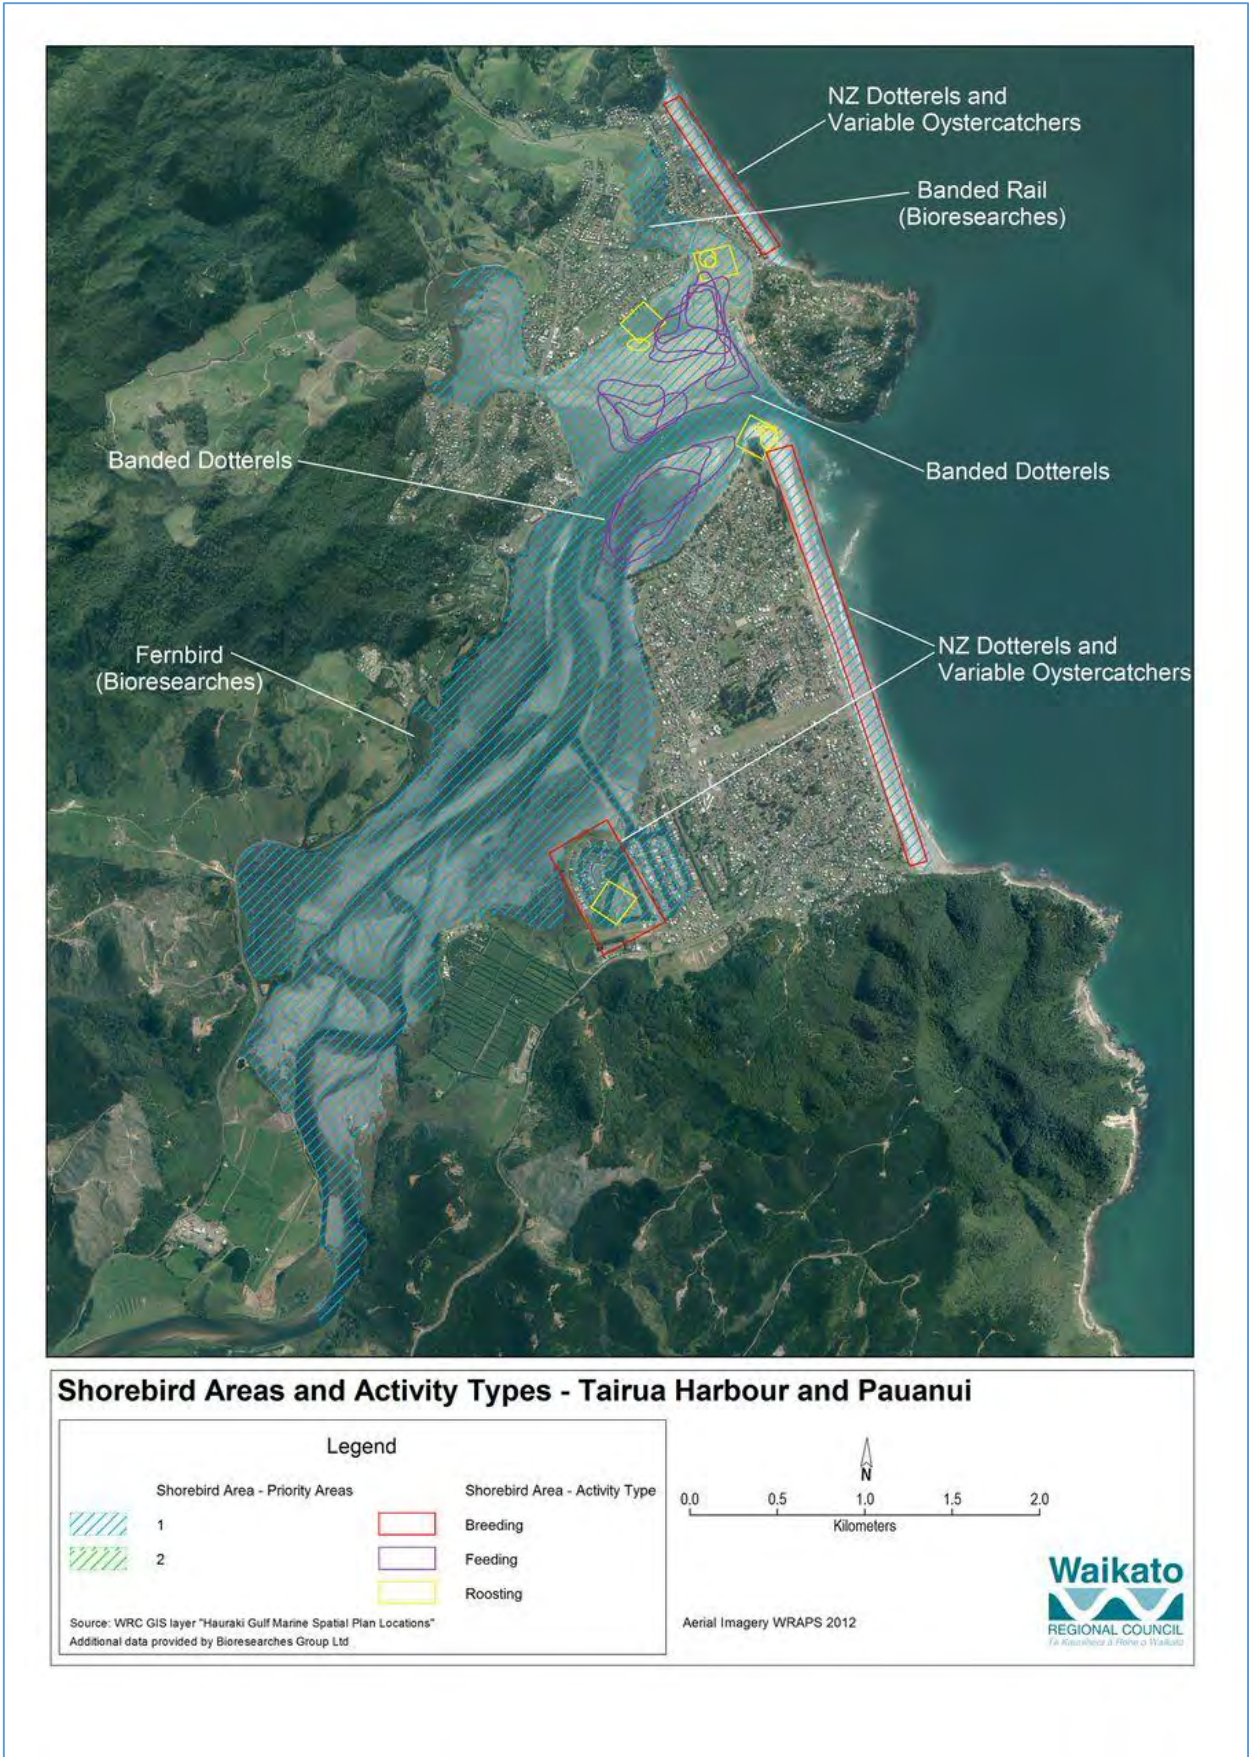 NZ Dotterels and
Variable Oystercatchers
Banded Rail
(Bioresearches)
Banded Dotterels
Banded Dotterels
Fernbird
(Bioresearches)
NZ Dotterels and
Variable Oystercatchers
Shorebird Areas and Activity Types - Tairua Harbour and Pauanui
Legend
Shorebird Area - Priority Areas
1
2
Shorebird Area - Activity Type
Breeding
Feeding
Roosting
Source: WRC GIS layer "Hauraki Gulf Marine Spatial Plan Locations"
Additional data provided by Bioresearches Group Ltd
N
0.0 0.5 1.0 1.5 2.0
Kilometers
Aerial Imagery WRAPS 2012
Waikato
REGIONAL COUNCIL
Te Kaunihera ā Rohe o Waikato